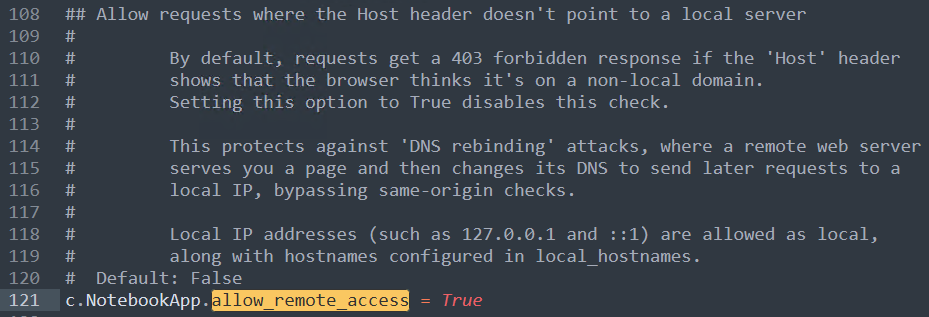 108 ## Allow requests where the Host header doesn't point to a local server
109 #
110 #         By default, requests get a 403 forbidden response if the 'Host' header
111 #         shows that the browser thinks it's on a non-local domain.
112 #         Setting this option to True disables this check.
113 #
114 #         This protects against 'DNS rebinding' attacks, where a remote web server
115 #         serves you a page and then changes its DNS to send later requests to a
116 #         local IP, bypassing same-origin checks.
117 #
118 #         Local IP addresses (such as 127.0.0.1 and ::1) are allowed as local,
119 #         along with hostnames configured in local_hostnames.
120 #  Default: False
121 c.NotebookApp.allow_remote_access = True